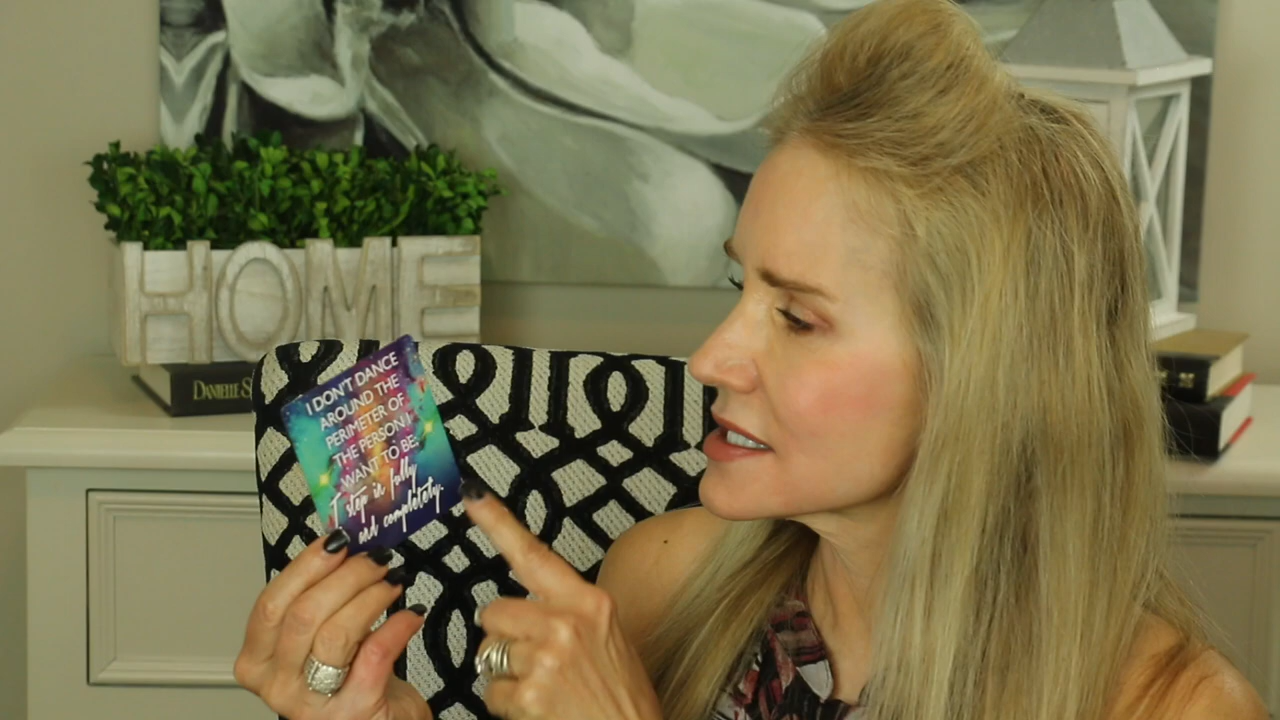 HOME
DANIELLE S
I DON'T DANCE
AROUND THE
PERIMETER OF
THE PERSON I
WANT TO BE.
I step in fully
and completely.